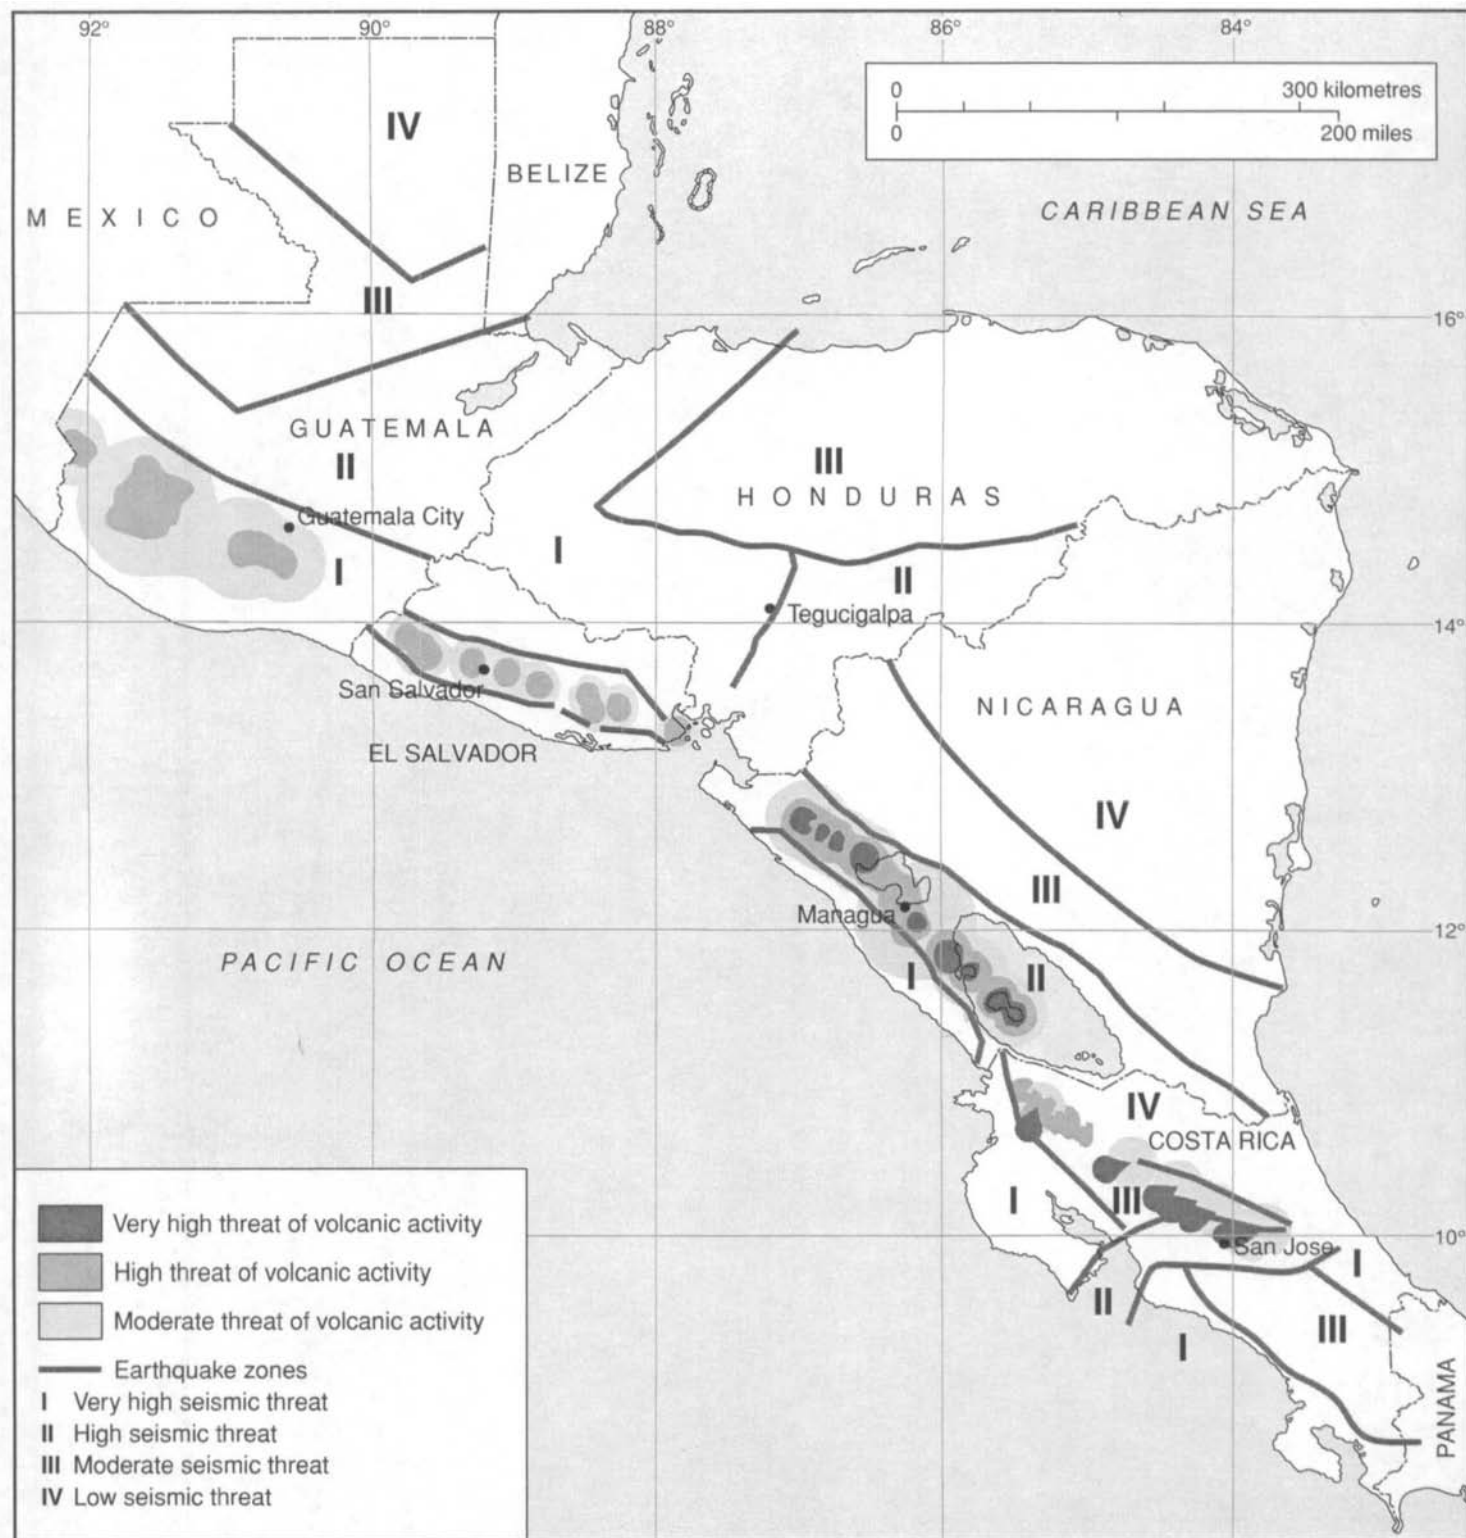 92°
90°
88°
86°
84°
0 300 kilometres
0 200 miles
IV
BELIZE
MEXICO
CARIBBEAN SEA
III
16°
GUATEMALA
II
III
HONDURAS
Guatemala City
I
I
II
Tegucigalpa
14°
San Salvador
NICARAGUA
EL SALVADOR
IV
III
Managua
12°
PACIFIC OCEAN
I
II
IV
COSTA RICA
I
III
10°
San Jose
I
II
III
I
PANAMA
Very high threat of volcanic activity
High threat of volcanic activity
Moderate threat of volcanic activity
Earthquake zones
I Very high seismic threat
II High seismic threat
III Moderate seismic threat
IV Low seismic threat